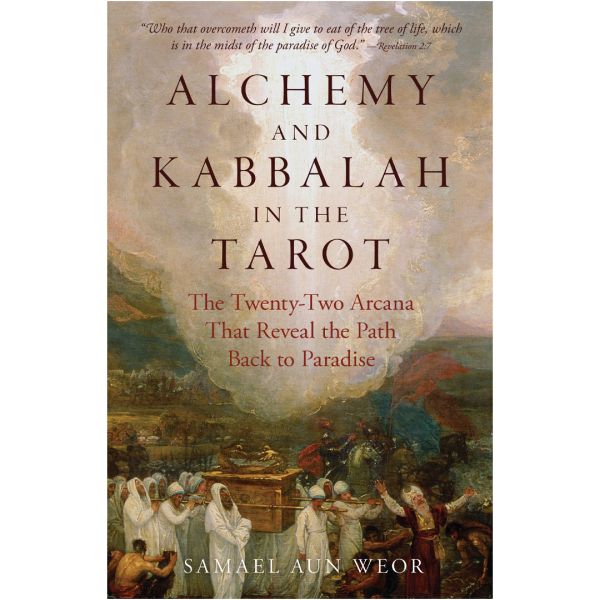 “Who that overcometh will I give to eat of the tree of life, which
is in the midst of the paradise of God.” —Revelation 2:7
ALCHEMY
AND
KABBALAH
IN THE
TAROT
The Twenty-Two Arcana
That Reveal the Path
Back to Paradise
SAMAEL AUN WEOR